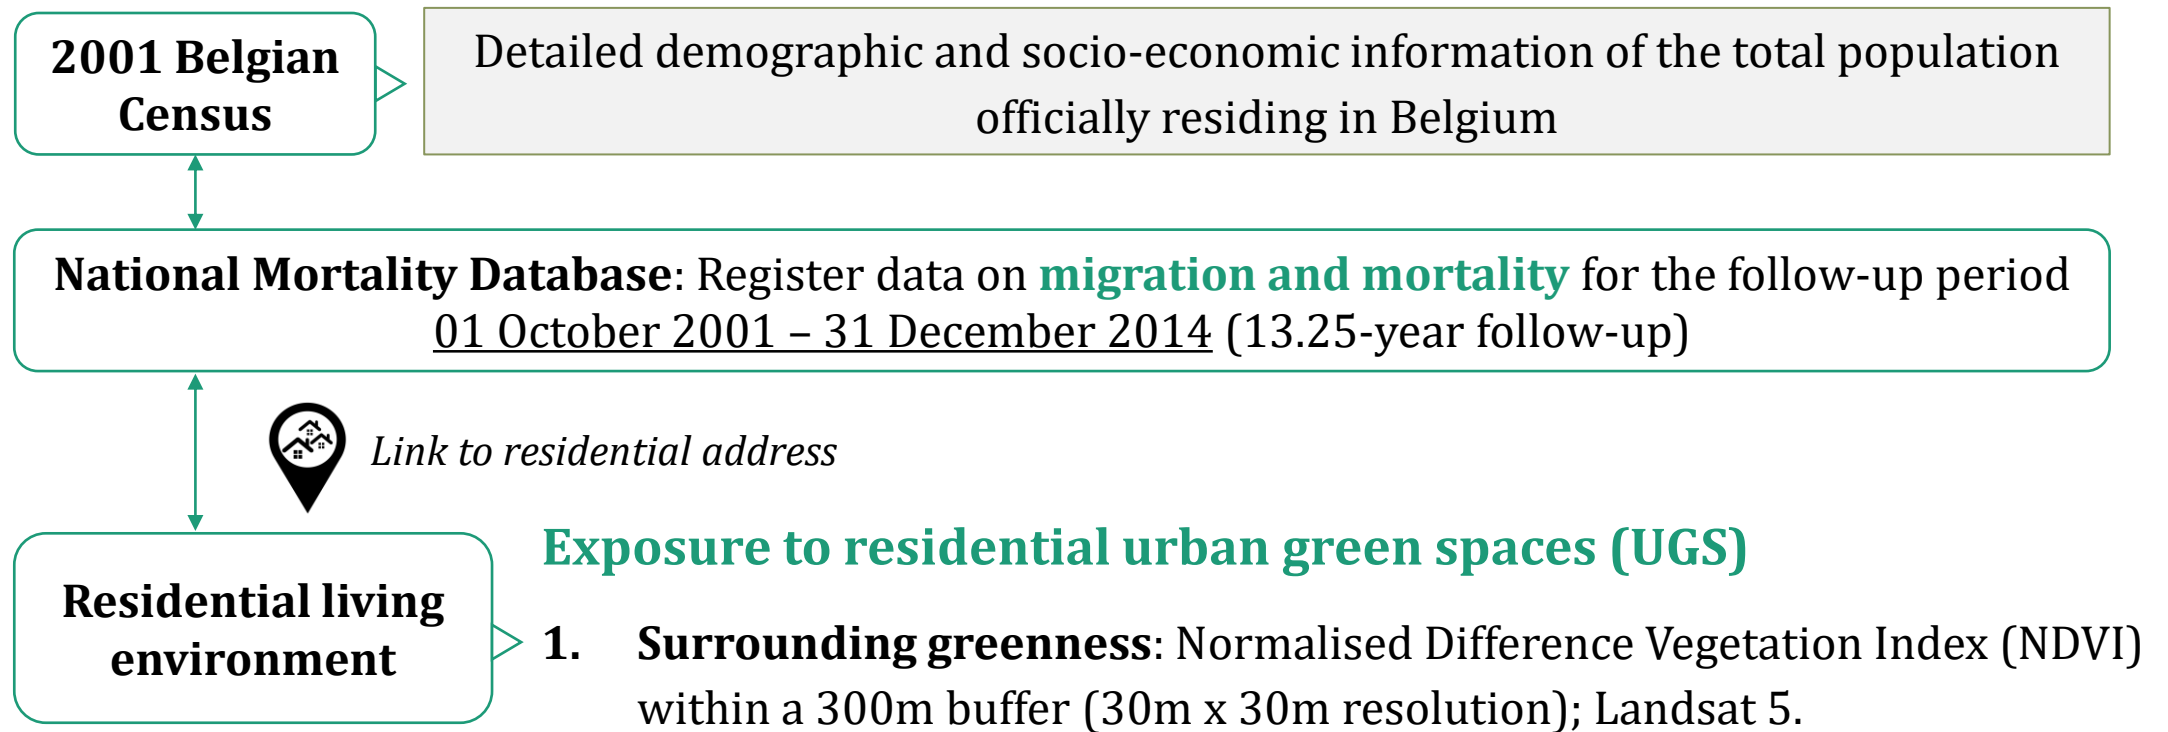 2001 Belgian
Census
Detailed demographic and socio-economic information of the total population
officially residing in Belgium
National Mortality Database: Register data on migration and mortality for the follow-up period
01 October 2001 – 31 December 2014 (13.25-year follow-up)
Link to residential address
Residential living
environment
Exposure to residential urban green spaces (UGS)
1. Surrounding greenness: Normalised Difference Vegetation Index (NDVI)
within a 300m buffer (30m x 30m resolution); Landsat 5.